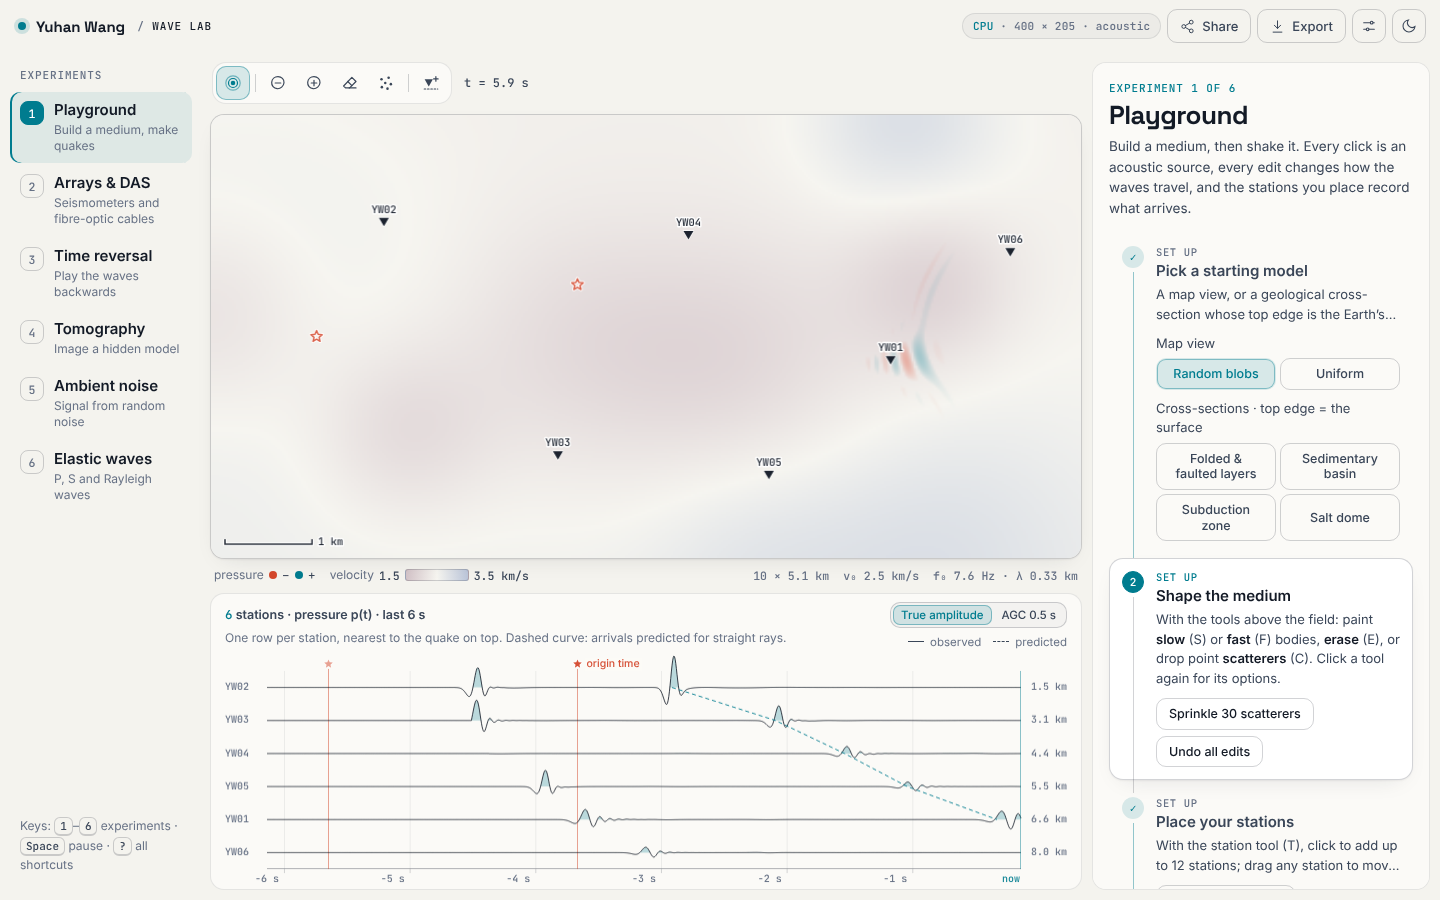 Yuhan Wang / WAVE LAB
CPU · 400 × 205 · acoustic
Share
Export
EXPERIMENTS
1 Playground
Build a medium, make
quakes
2 Arrays & DAS
Seismometers and
fibre-optic cables
3 Time reversal
Play the waves
backwards
4 Tomography
Image a hidden model
5 Ambient noise
Signal from random
noise
6 Elastic waves
P, S and Rayleigh
waves
Keys: 1–6 experiments ·
Space pause · ? all
shortcuts
t = 5.9 s
YW02
YW04
YW06
YW01
YW03
YW05
1 km
pressure − + velocity 1.5 3.5 km/s
10 × 5.1 km v₀ 2.5 km/s f₀ 7.6 Hz · λ 0.33 km
6 stations · pressure p(t) · last 6 s
True amplitude AGC 0.5 s
One row per station, nearest to the quake on top. Dashed curve: arrivals predicted for straight rays.
observed predicted
★ ★ origin time
YW02 1.5 km
YW03 3.1 km
YW04 4.4 km
YW05 5.5 km
YW01 6.6 km
YW06 8.0 km
-6 s -5 s -4 s -3 s -2 s -1 s now
EXPERIMENT 1 OF 6
Playground
Build a medium, then shake it. Every click is an
acoustic source, every edit changes how the
waves travel, and the stations you place record
what arrives.
✓ SET UP
Pick a starting model
A map view, or a geological cross-
section whose top edge is the Earth's…
Map view
Random blobs Uniform
Cross-sections · top edge = the
surface
Folded &
faulted layers
Sedimentary
basin
Subduction
zone
Salt dome
2 SET UP
Shape the medium
With the tools above the field: paint
slow (S) or fast (F) bodies, erase (E), or
drop point scatterers (C). Click a tool
again for its options.
Sprinkle 30 scatterers
Undo all edits
✓ SET UP
Place your stations
With the station tool (T), click to add up
to 12 stations; drag any station to mov…